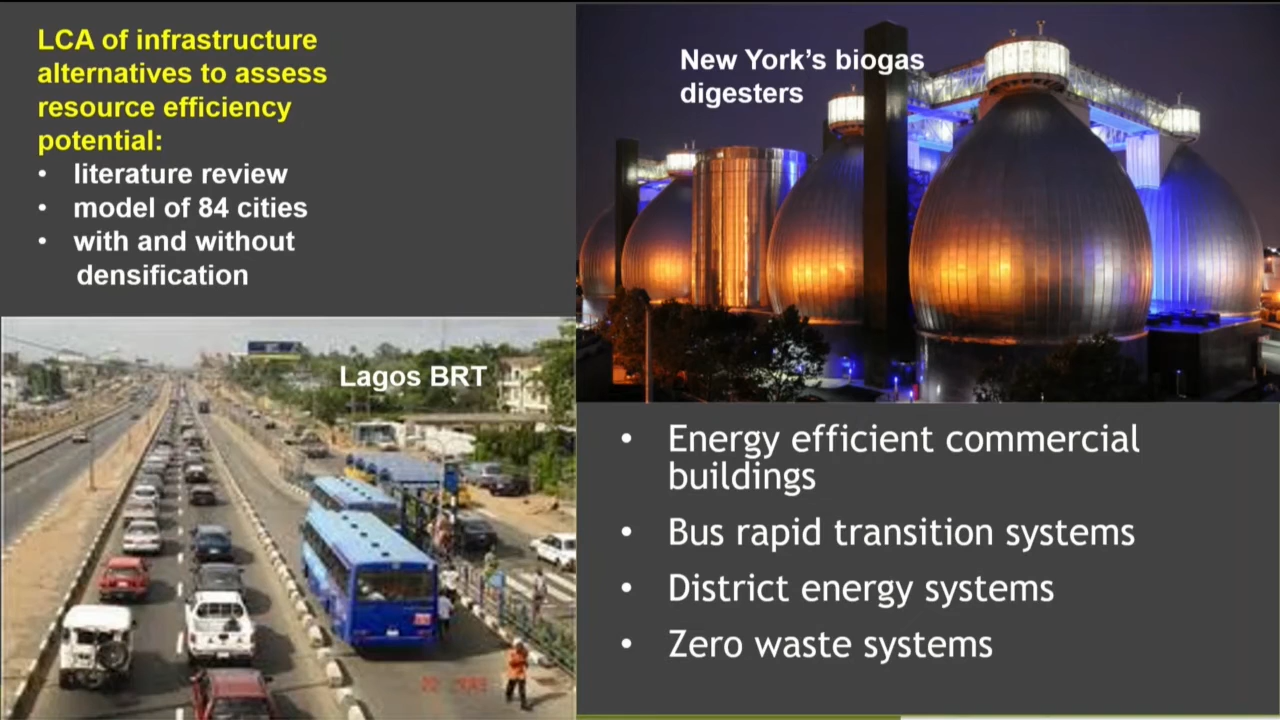 LCA of infrastructure
alternatives to assess
resource efficiency
potential:
• literature review
• model of 84 cities
• with and without
densification
New York’s biogas
digesters
Lagos BRT
• Energy efficient commercial
buildings
• Bus rapid transition systems
• District energy systems
• Zero waste systems